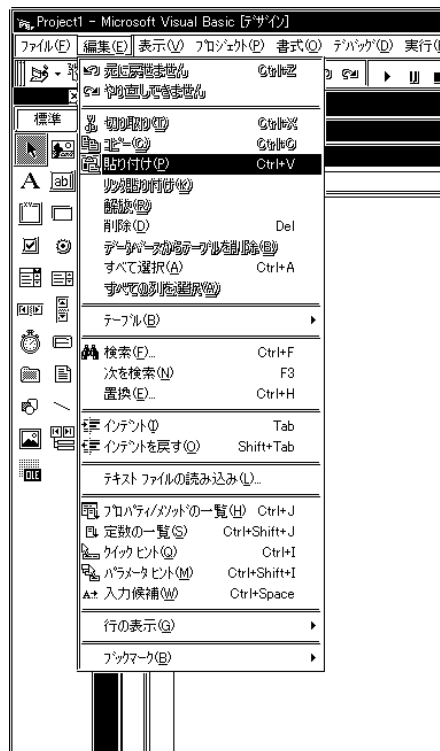 Project1 - Microsoft Visual Basic [デザイン]
ファイル(F) 編集(E) 表示(V) プロジェクト(P) 書式(O) デバッグ(D) 実行(
標準
元に戻せません Ctrl+Z
やり直しできません
切り取り(T) Ctrl+X
コピー(C) Ctrl+C
貼り付け(P) Ctrl+V
リンク貼り付け(K)
解放(R)
削除(D) Del
データベースからテーブルを削除(B)
すべて選択(A) Ctrl+A
すべての列を選択(W)
テーブル(B)
検索(F)... Ctrl+F
次を検索(N) F3
置換(E)... Ctrl+H
インデント(I) Tab
インデントを戻す(O) Shift+Tab
テキスト ファイルの読み込み(L)...
プロパティ/メソッドの一覧(H) Ctrl+J
定数の一覧(S) Ctrl+Shift+J
クイック ヒント(Q) Ctrl+I
パラメータ ヒント(M) Ctrl+Shift+I
入力候補(W) Ctrl+Space
行の表示(G)
ブックマーク(B)
A
ab
OLE